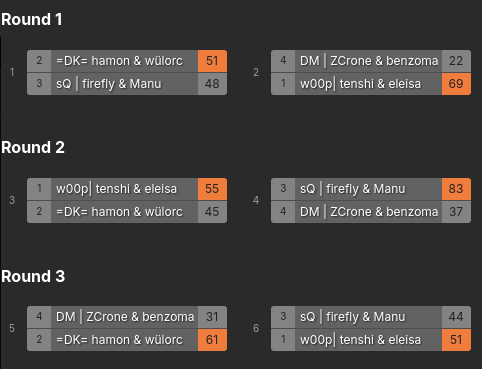 Round 1
1
2 =DK= hamon & wülorc 51
3 sQ | firefly & Manu 48
2
4 DM | ZCrone & benzoma 22
1 w00p| tenshi & eleisa 69
Round 2
3
1 w00p| tenshi & eleisa 55
2 =DK= hamon & wülorc 45
4
3 sQ | firefly & Manu 83
4 DM | ZCrone & benzoma 37
Round 3
5
4 DM | ZCrone & benzoma 31
2 =DK= hamon & wülorc 61
6
3 sQ | firefly & Manu 44
1 w00p| tenshi & eleisa 51